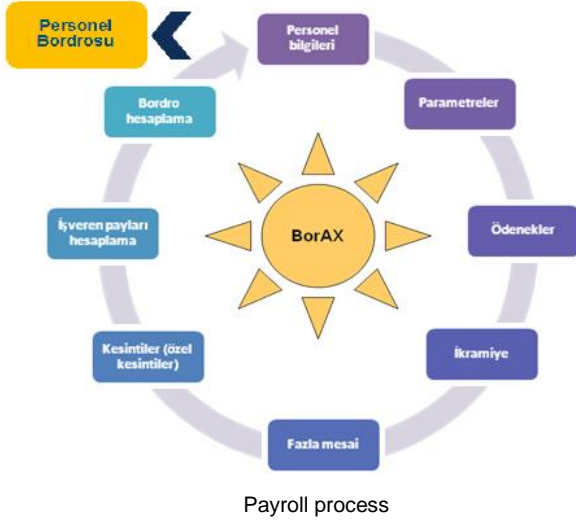 Personel
Bordrosu
Personel
bilgileri
Parametreler
Ödenekler
İkramiye
Fazla mesai
Kesintiler (özel
kesintiler)
İşveren payları
hesaplama
Bordro
hesaplama
BorAX
Payroll process